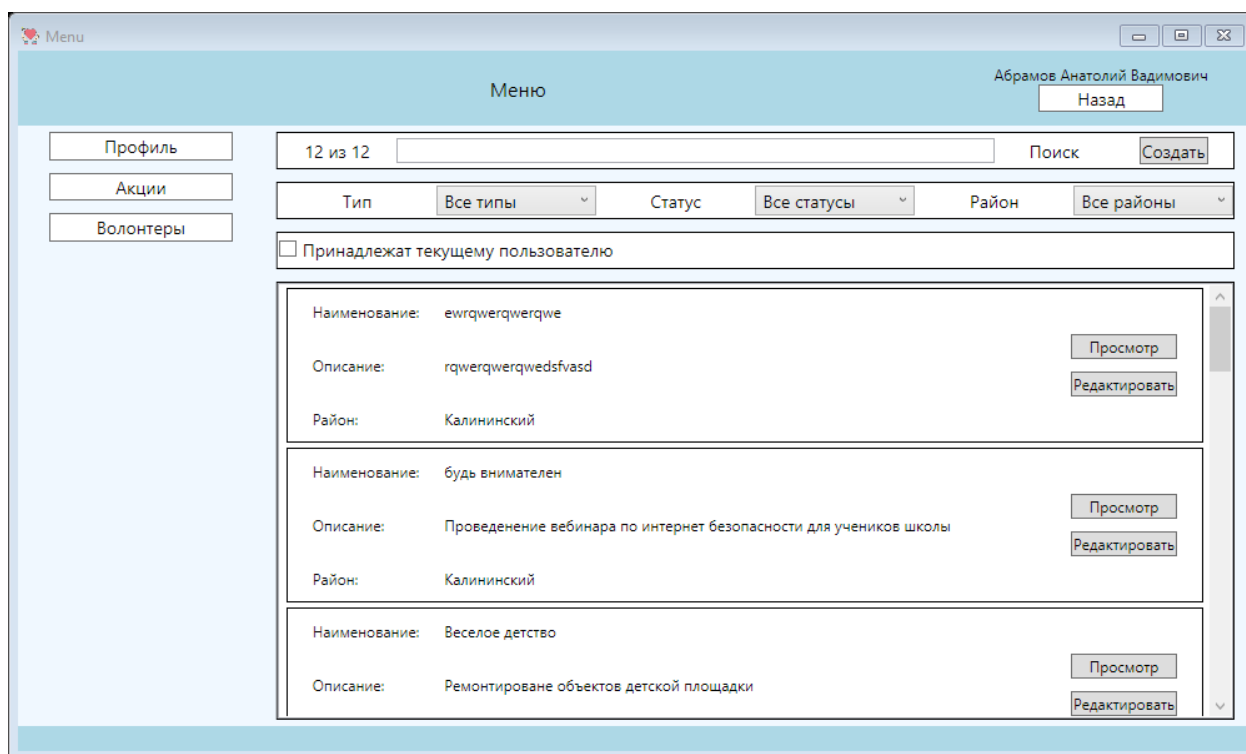 Menu
Меню
Абрамов Анатолий Вадимович
Назад
Профиль
Акции
Волонтеры
12 из 12 Поиск Создать
Тип Все типы Статус Все статусы Район Все районы
Принадлежат текущему пользователю
Наименование: ewrqwerqwerqwe
Просмотр
Описание: rqwerqwerqwedsfvasd
Редактировать
Район: Калининский
Наименование: будь внимателен
Просмотр
Описание: Проведенение вебинара по интернет безопасности для учеников школы
Редактировать
Район: Калининский
Наименование: Веселое детство
Просмотр
Описание: Ремонтироване объектов детской площадки
Редактировать